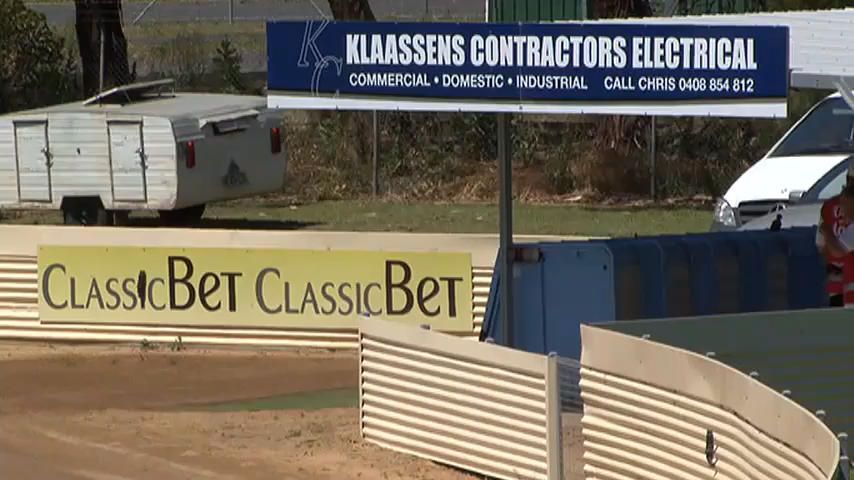 KC
KLAASSENS CONTRACTORS ELECTRICAL
COMMERCIAL • DOMESTIC • INDUSTRIAL CALL CHRIS 0408 854 812
CLASSICBET CLASSICBET